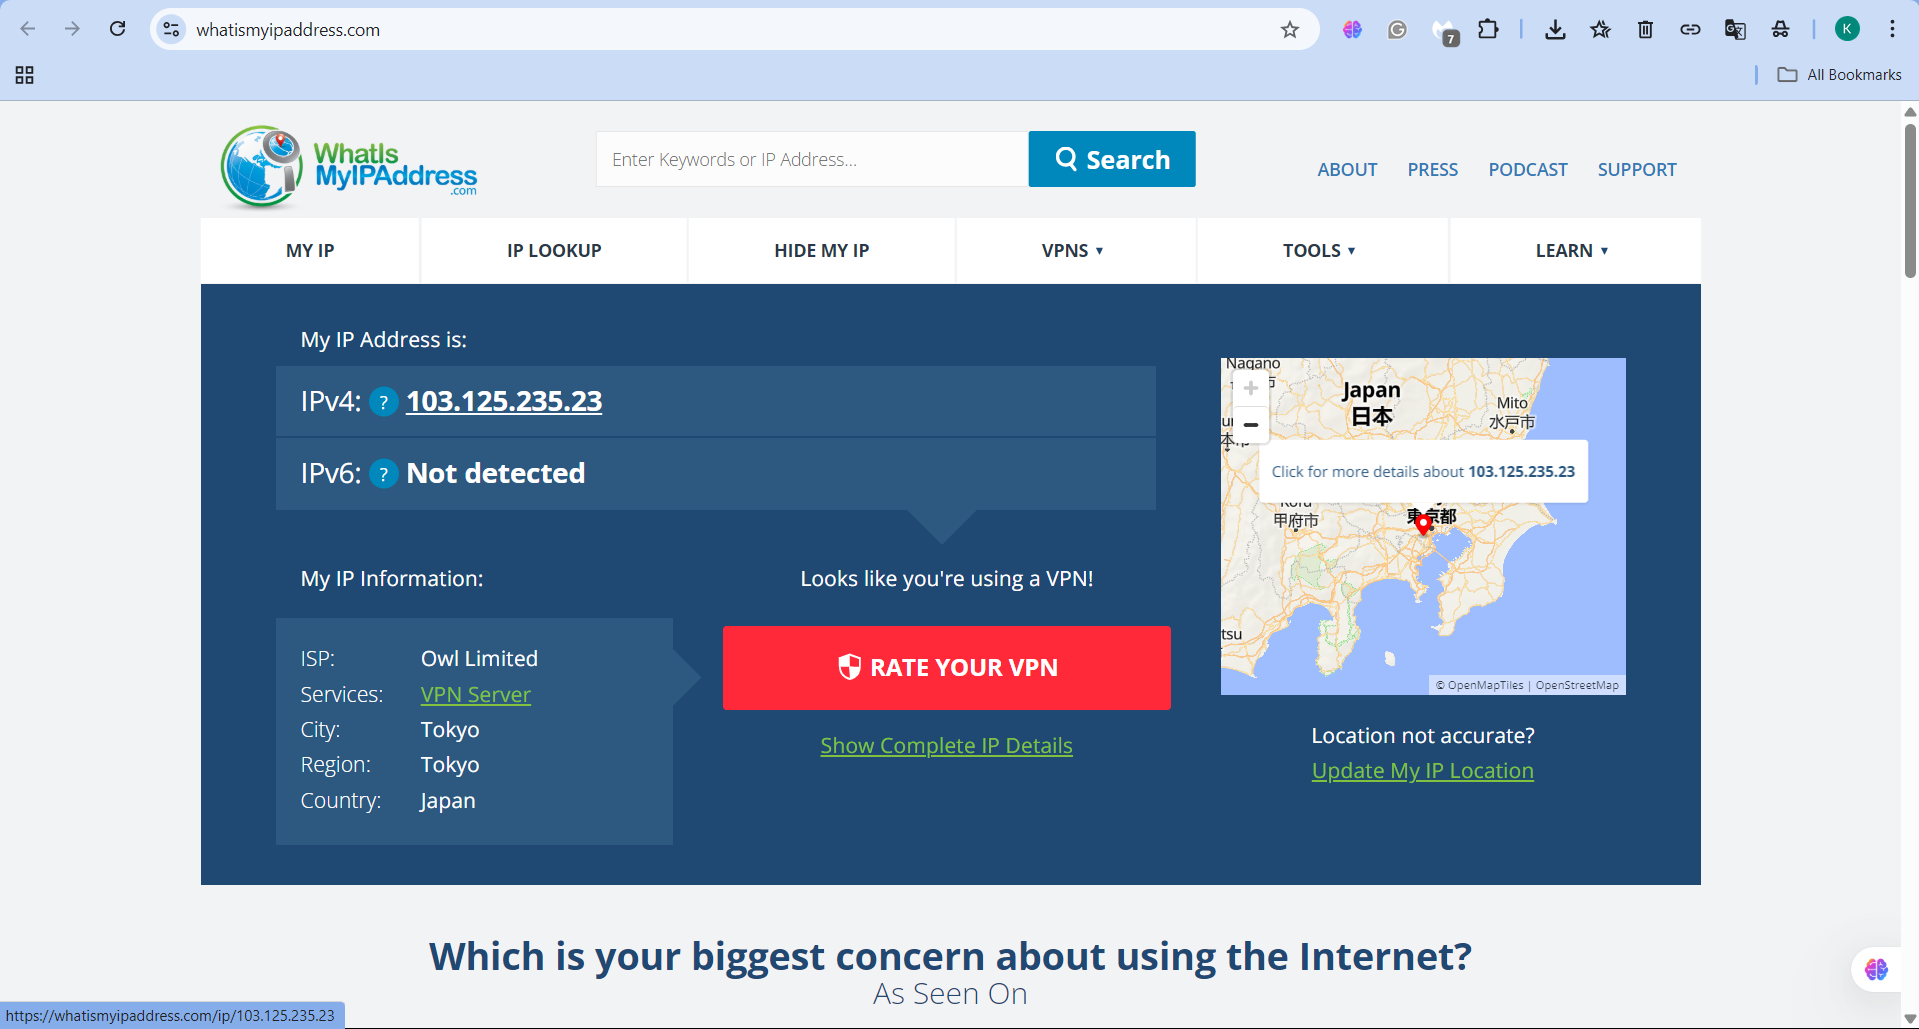 whatismyipaddress.com
7
K
All Bookmarks
WhatIs
MyIPAddress
.com
Enter Keywords or IP Address...
Search
ABOUT
PRESS
PODCAST
SUPPORT
MY IP
IP LOOKUP
HIDE MY IP
VPNS ▼
TOOLS ▼
LEARN ▼
My IP Address is:
IPv4: ? 103.125.235.23
IPv6: ? Not detected
My IP Information:
ISP: Owl Limited
Services: VPN Server
City: Tokyo
Region: Tokyo
Country: Japan
Looks like you're using a VPN!
RATE YOUR VPN
Show Complete IP Details
Nagano
Japan
日本
Mito
水戸市
Click for more details about 103.125.235.23
甲府市
東京都
tsu
© OpenMapTiles | OpenStreetMap
Location not accurate?
Update My IP Location
Which is your biggest concern about using the Internet?
As Seen On
https://whatismyipaddress.com/ip/103.125.235.23